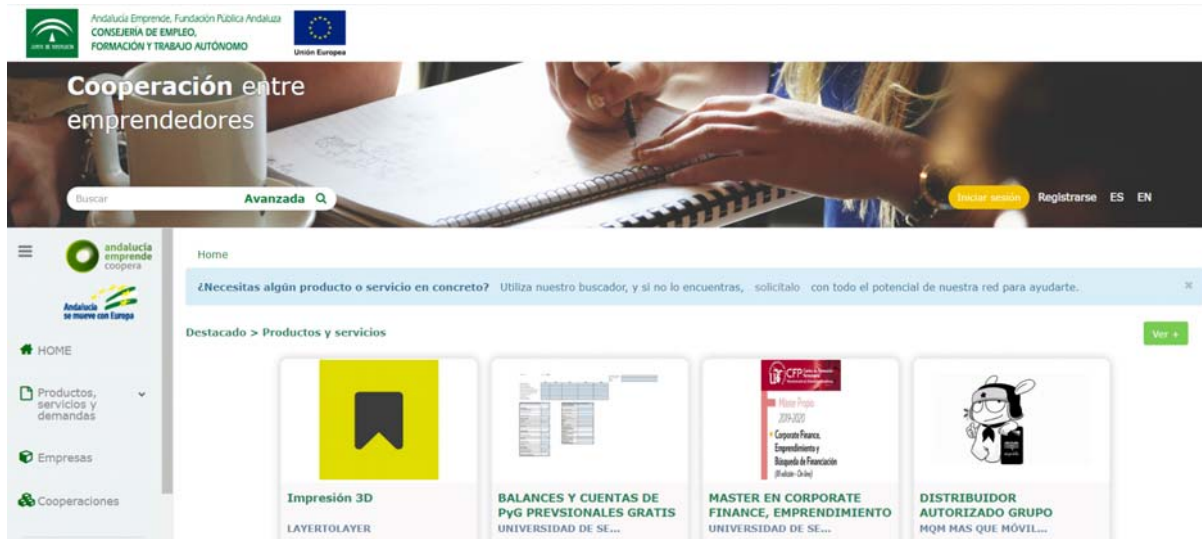 Andalucía Emprende, Fundación Pública Andaluza
CONSEJERÍA DE EMPLEO,
FORMACIÓN Y TRABAJO AUTÓNOMO
Unión Europea
Cooperación entre
emprendedores
Buscar
Avanzada
Iniciar sesión
Registrarse
ES
EN
andalucía
emprende
coopera
Andalucía
se mueve con Europa
HOME
Productos,
servicios y
demandas
Empresas
Cooperaciones
Home
¿Necesitas algún producto o servicio en concreto? Utiliza nuestro buscador, y si no lo encuentras, solicítalo con todo el potencial de nuestra red para ayudarte.
Destacado > Productos y servicios
Ver +
Impresión 3D
LAYERTOLAYER
BALANCES Y CUENTAS DE
PyG PREVSIONALES GRATIS
UNIVERSIDAD DE SE...
CFP
Máster Propio
2019-2020
Corporate Finance,
Emprendimiento y
Búsqueda de Financiación
MASTER EN CORPORATE
FINANCE, EMPRENDIMIENTO
UNIVERSIDAD DE SE...
DISTRIBUIDOR
AUTORIZADO GRUPO
MQM MAS QUE MÓVIL...